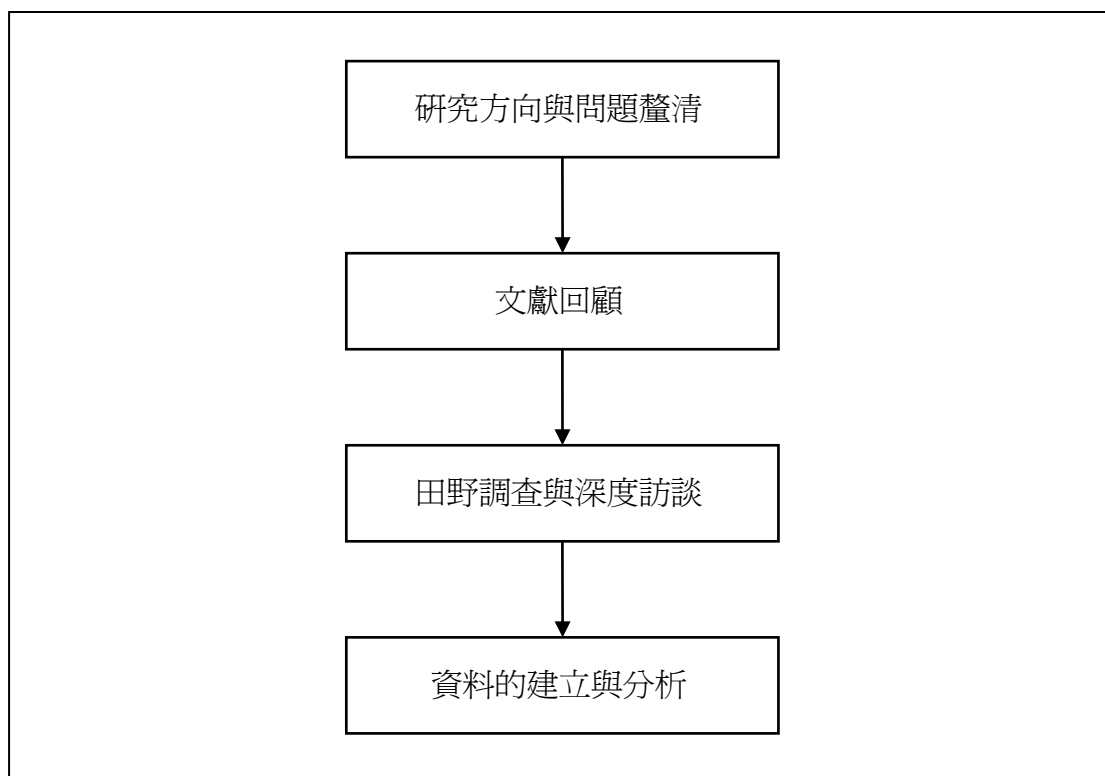 研究方向與問題釐清
文獻回顧
田野調查與深度訪談
資料的建立與分析